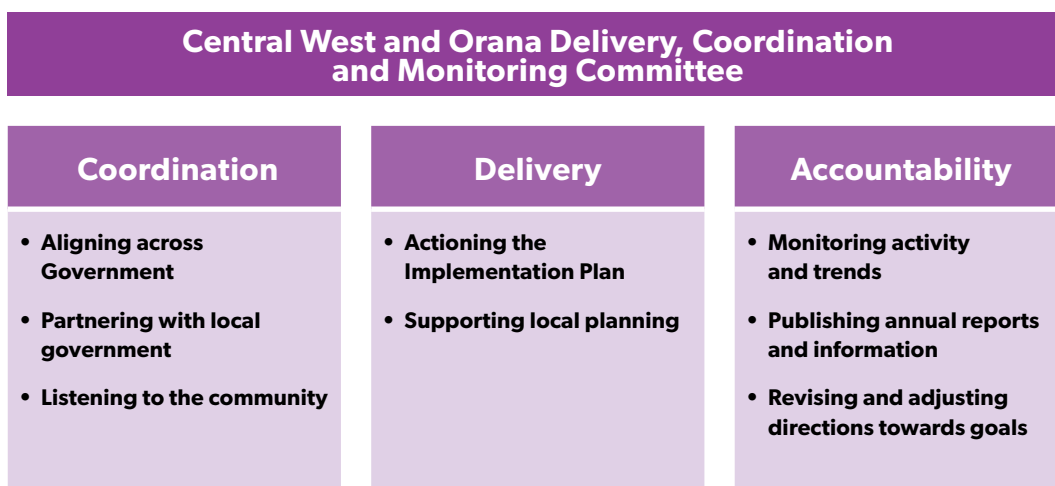 Central West and Orana Delivery, Coordination
and Monitoring Committee
Coordination
• Aligning across
Government
• Partnering with local
government
• Listening to the community
Delivery
• Actioning the
Implementation Plan
• Supporting local planning
Accountability
• Monitoring activity
and trends
• Publishing annual reports
and information
• Revising and adjusting
directions towards goals